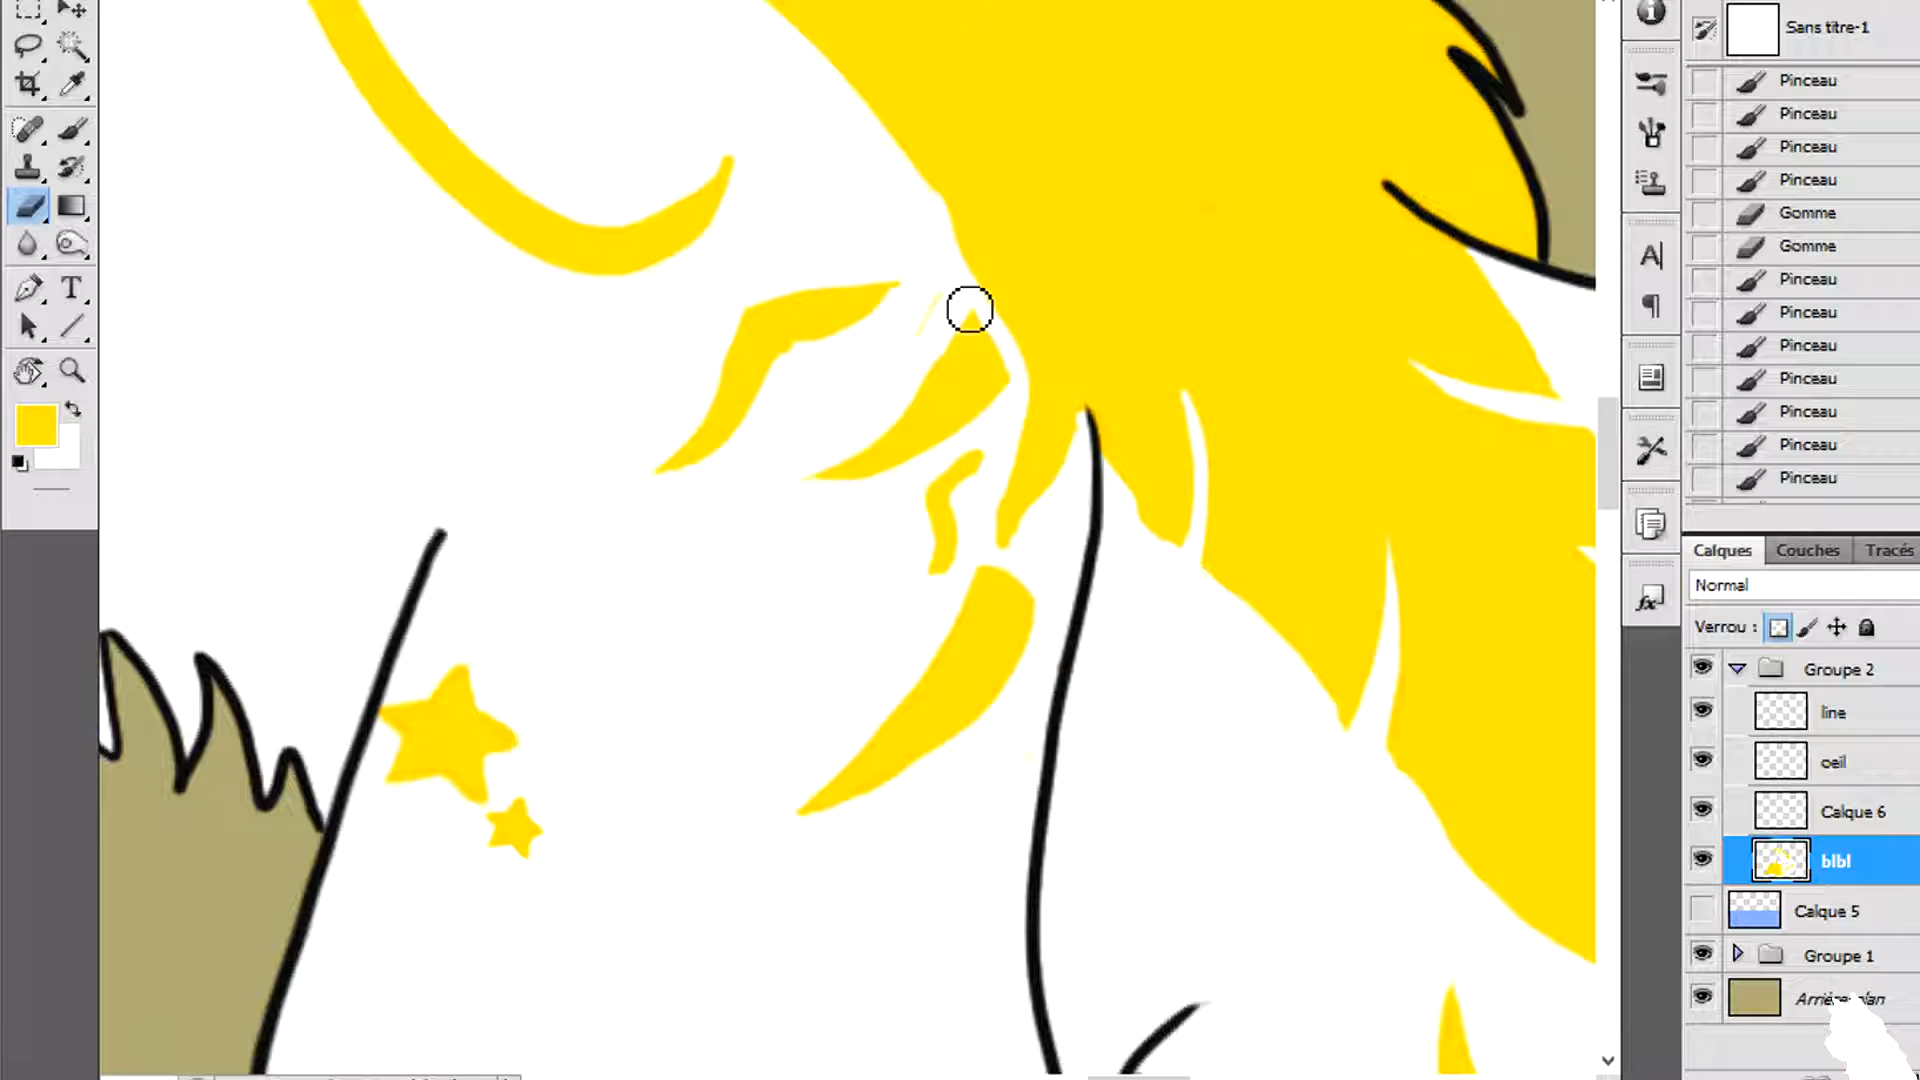 Sans titre-1
Pinceau
Pinceau
Pinceau
Pinceau
Gomme
Gomme
Pinceau
Pinceau
Pinceau
Pinceau
Pinceau
Pinceau
Pinceau
Calques Couches Tracés
Normal
Verrou :
Groupe 2
line
oeil
Calque 6
blbl
Calque 5
Groupe 1